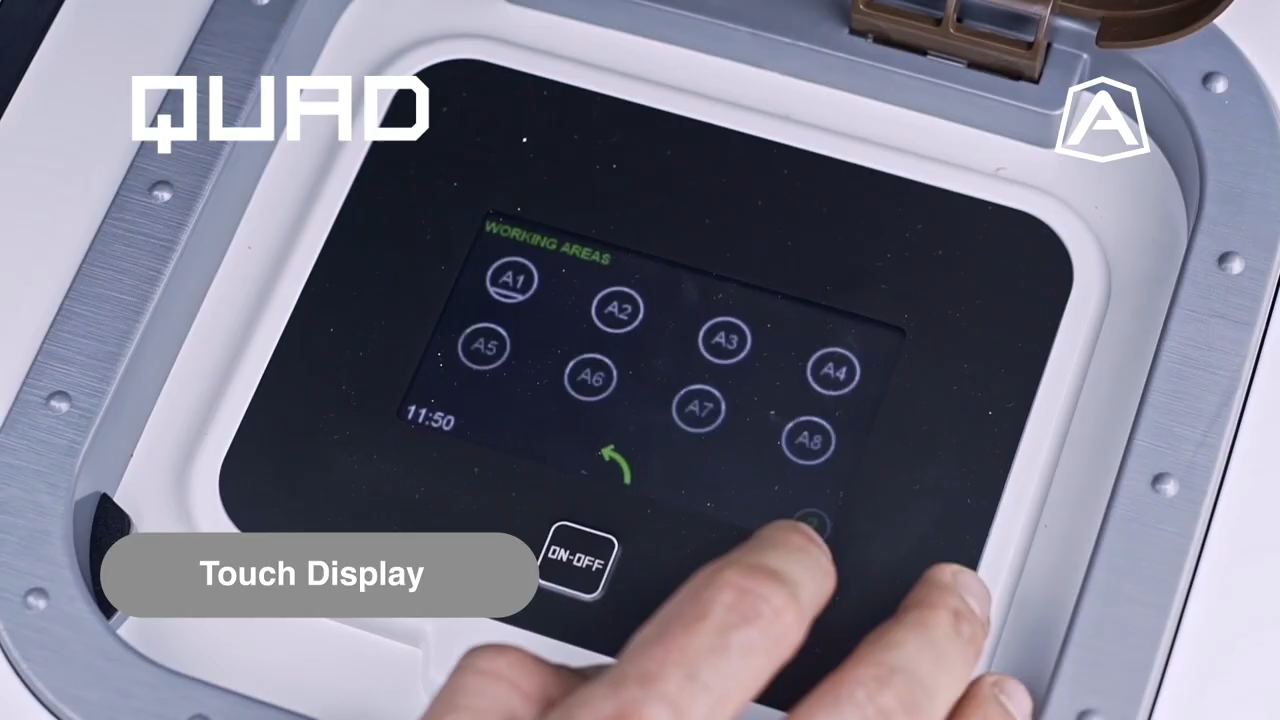 QUAD
A
WORKING AREAS
A1 A2 A3 A4
A5 A6 A7 A8
11:50
ON-OFF
Touch Display